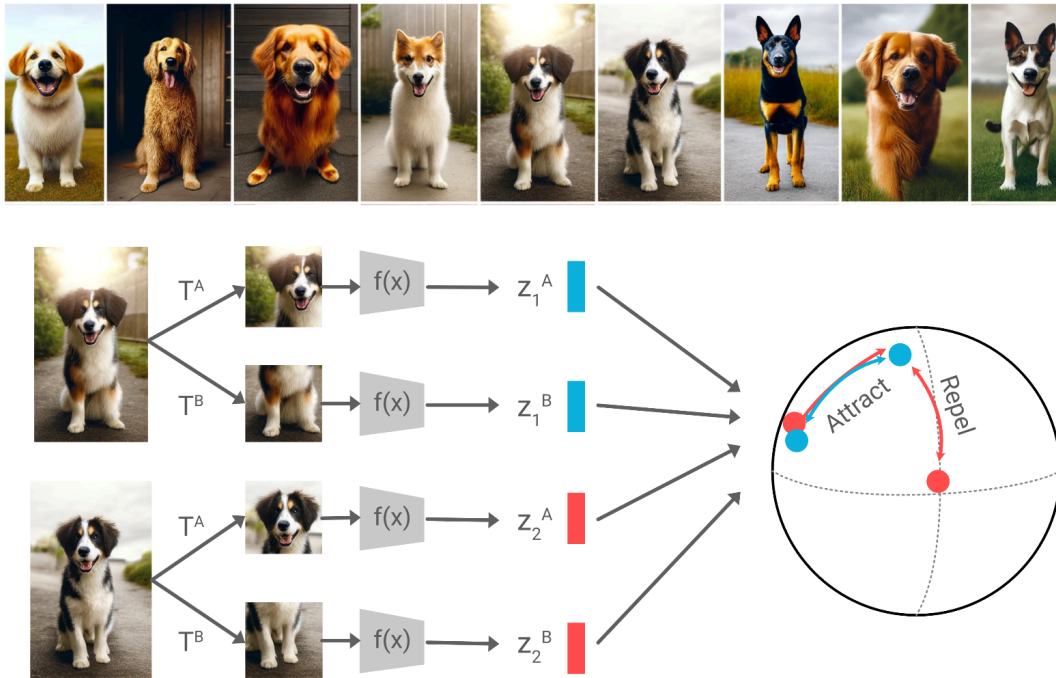 T^A
f(x)
z_1^A
T^B
f(x)
z_1^B
Attract
Repel
T^A
f(x)
z_2^A
T^B
f(x)
z_2^B